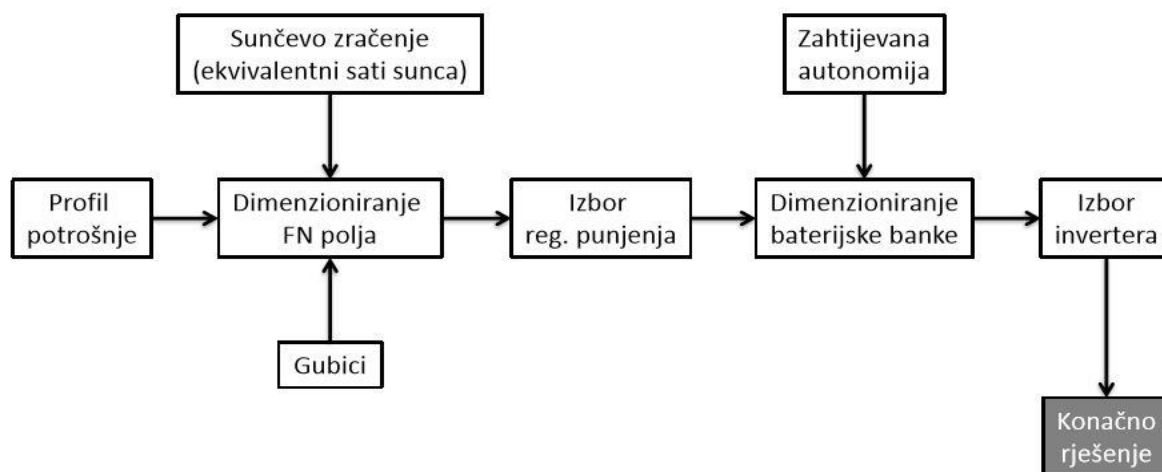 Sunčevo zračenje
(ekvivalentni sati sunca)
Zahtijevana
autonomija
Profil
potrošnje
Dimenzioniranje
FN polja
Izbor
reg. punjenja
Dimenzioniranje
baterijske banke
Izbor
invertera
Gubici
Konačno
rješenje